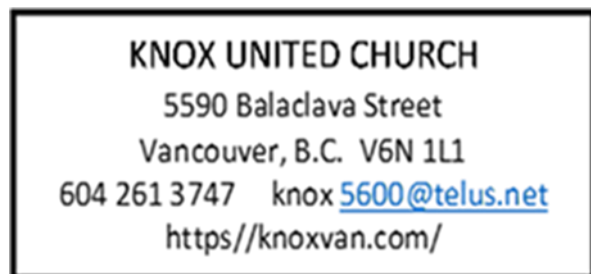 KNOX UNITED CHURCH
5590 Balaclava Street
Vancouver, B.C. V6N 1L1
604 261 3747 knox 5600@telus.net
https//knoxvan.com/